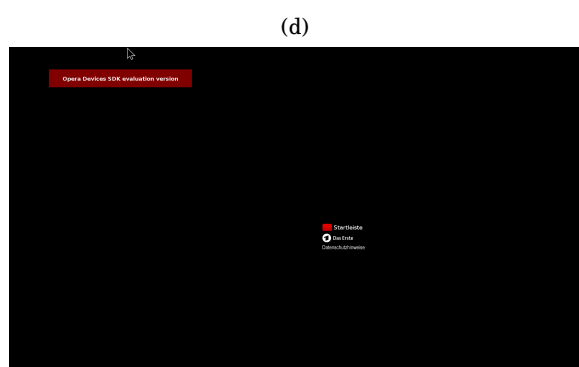 (d)
Opera Devices SDK evaluation version
Startleiste
Das Erste
Datenschutzhinweise